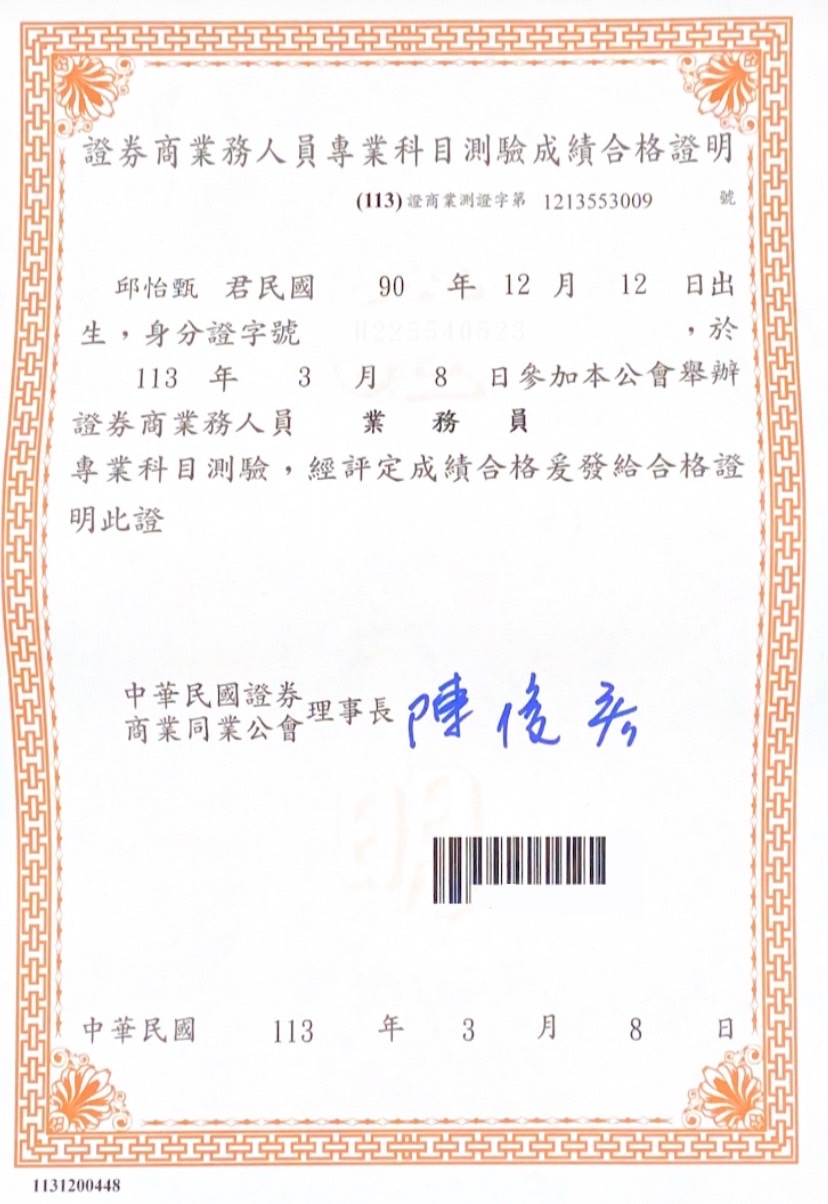 證券商業務人員專業科目測驗成績合格證明
(113) 證商業測證字第 1213553009 號
邱怡甄 君民國 90 年 12 月 12 日出
生,身分證字號 ,於
113 年 3 月 8 日參加本公會舉辦
證券商業務人員 業務員
專業科目測驗,經評定成績合格爰發給合格證
明此證
中華民國證券
商業同業公會 理事長 陳俊宏
中華民國 113 年 3 月 8 日
1131200448